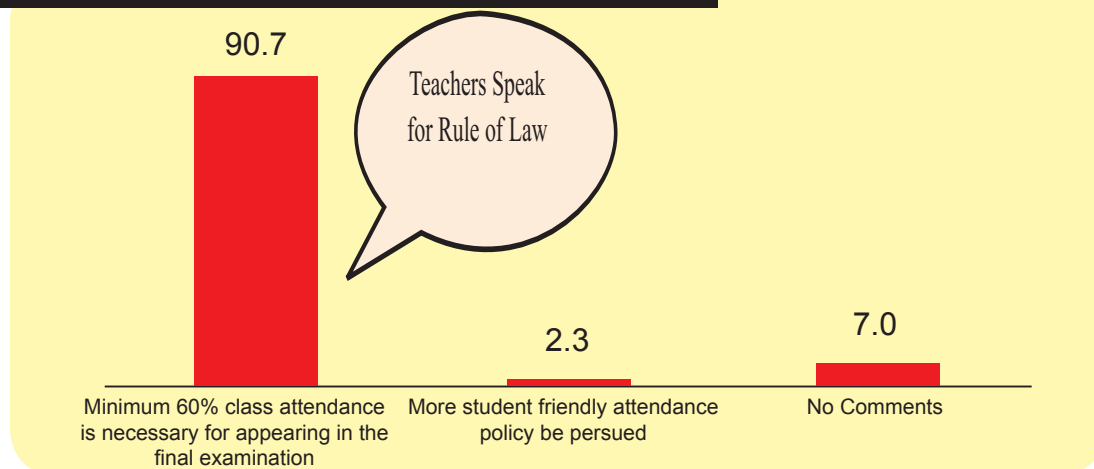 90.7
Teachers Speak
for Rule of Law
2.3
7.0
Minimum 60% class attendance
is necessary for appearing in the
final examination
More student friendly attendance
policy be persued
No Comments